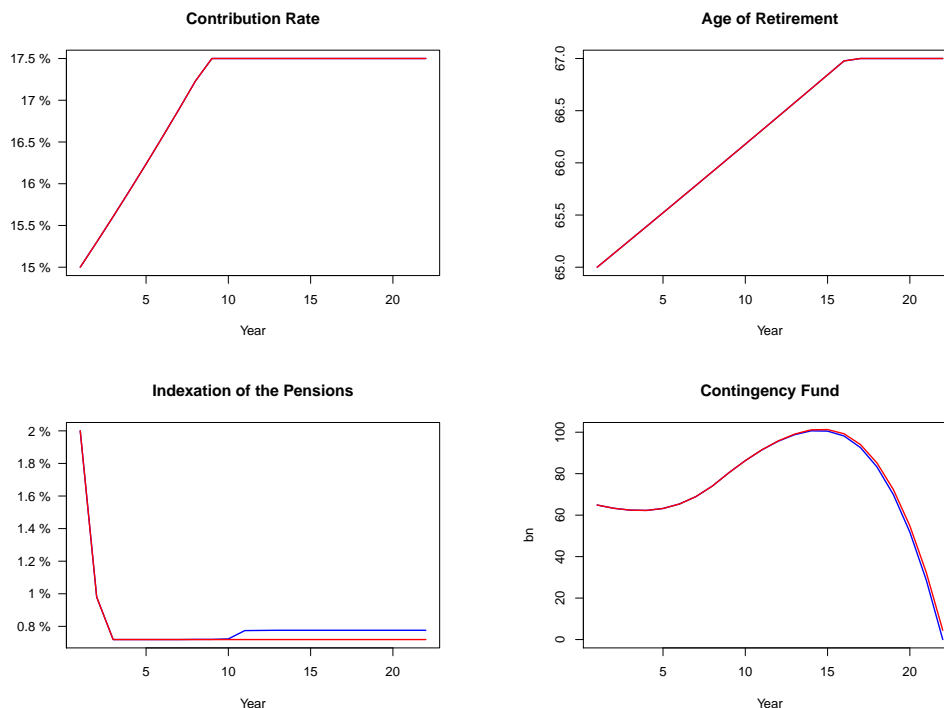 Contribution Rate
17.5 %
17 %
16.5 %
16 %
15.5 %
15 %
5 10 15 20
Year
Age of Retirement
67.0
66.5
66.0
65.5
65.0
5 10 15 20
Year
Indexation of the Pensions
2 %
1.8 %
1.6 %
1.4 %
1.2 %
1 %
0.8 %
5 10 15 20
Year
Contingency Fund
bn
100
80
60
40
20
0
5 10 15 20
Year